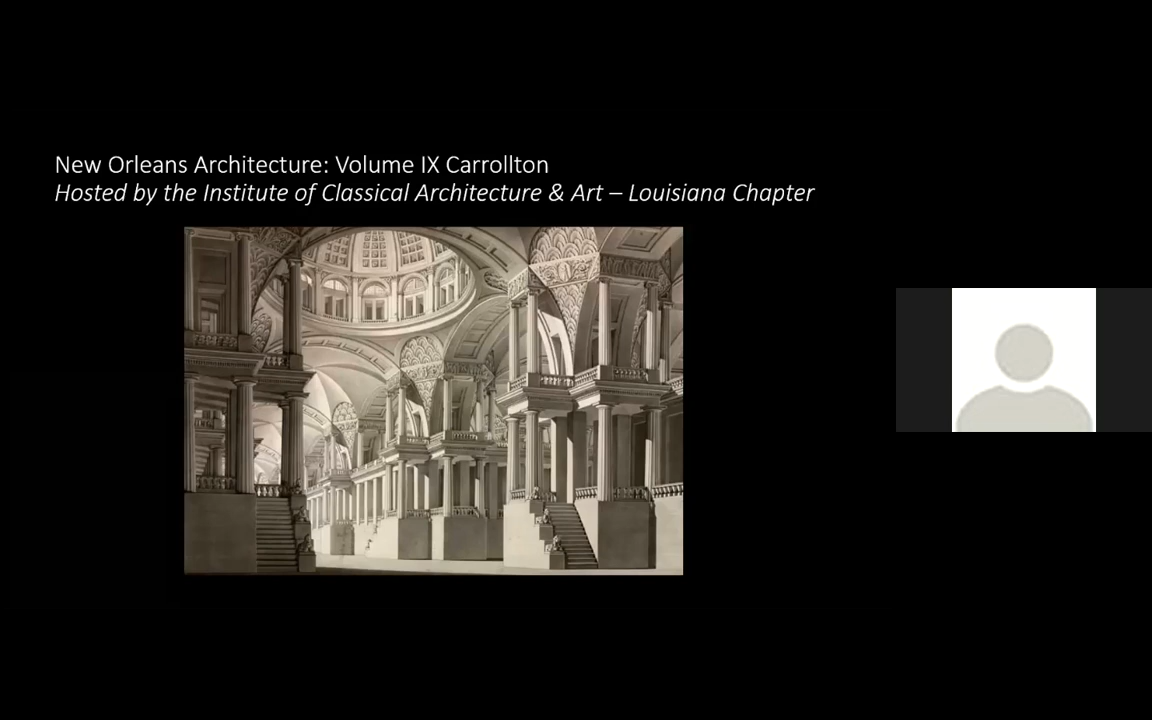 New Orleans Architecture: Volume IX Carrollton
Hosted by the Institute of Classical Architecture & Art – Louisiana Chapter